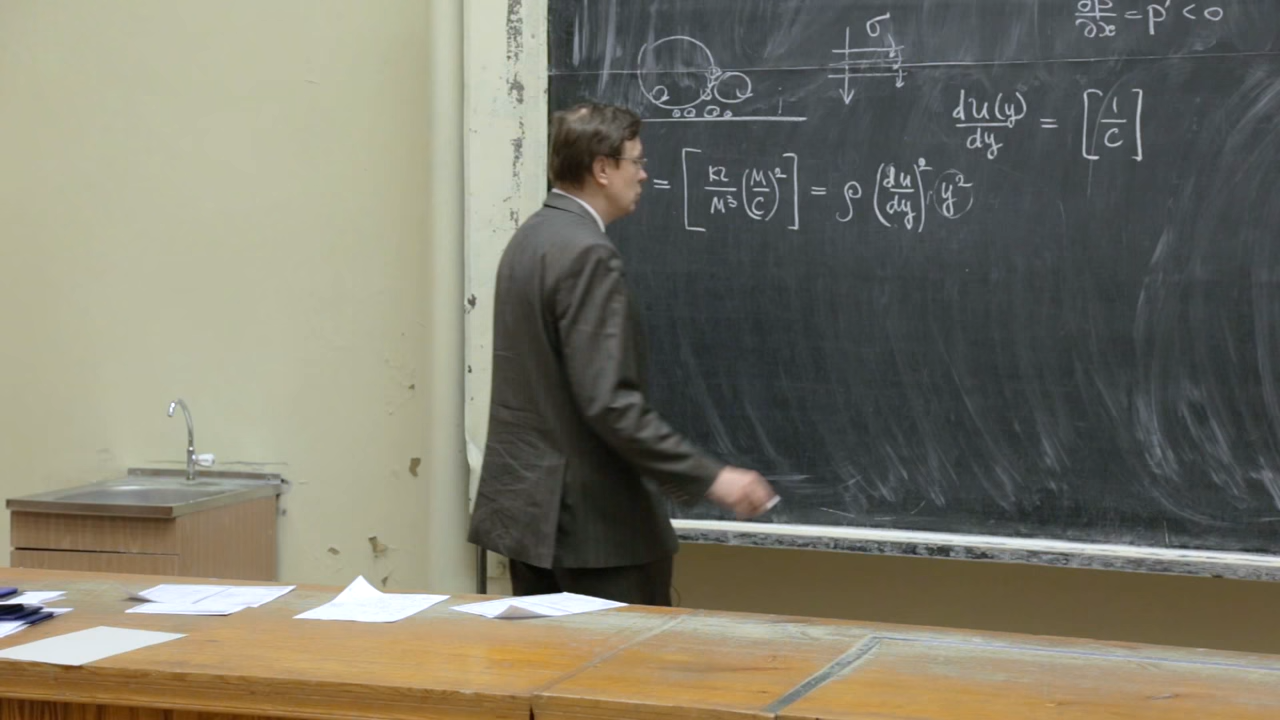 ∂p/∂x = p' < 0
σ
du(y)/dy = [1/c]
= [кг/м³ (м/c)²] = ρ (du/dy)² y²